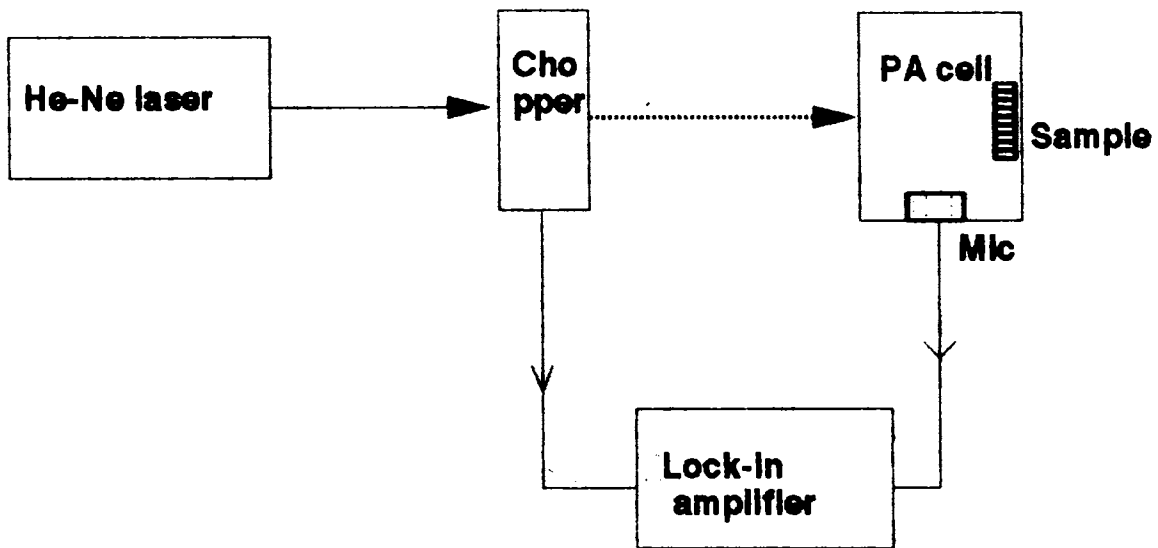 He-Ne laser
Cho
pper
PA cell
Sample
Mic
Lock-in
amplifier